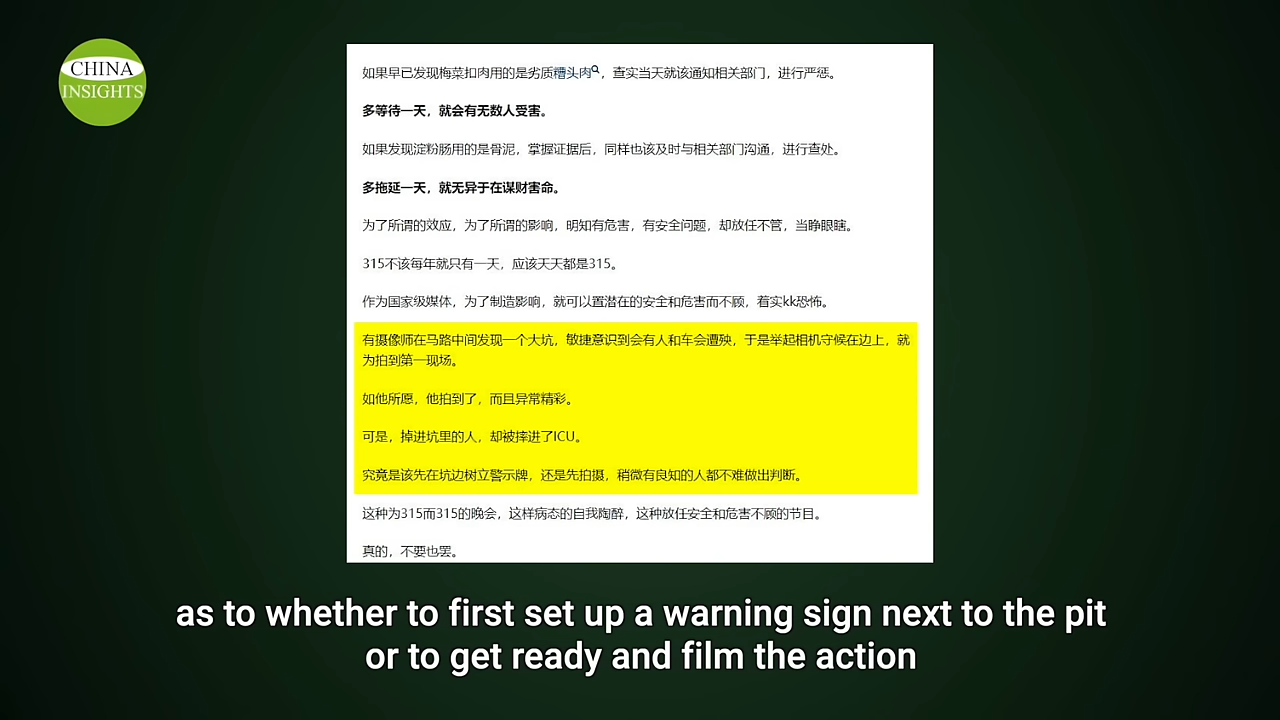 CHINA
INSIGHTS
如果早已发现梅菜扣肉用的是劣质糟头肉，查实当天就该通知相关部门，进行严惩。
多等待一天，就会有无数人受害。
如果发现淀粉肠用的是骨泥，掌握证据后，同样也该及时与相关部门沟通，进行查处。
多拖延一天，就无异于在谋财害命。
为了所谓的效应，为了所谓的影响，明知有危害，有安全问题，却放任不管，当睁眼瞎。
315不该每年就只有一天，应该天天都是315。
作为国家级媒体，为了制造影响，就可以置潜在的安全和危害而不顾，着实kk恐怖。
有摄像师在马路中间发现一个大坑，敏捷意识到会有人和车会遭殃，于是举起相机守候在边上，就
为拍到第一现场。
如他所愿，他拍到了，而且异常精彩。
可是，掉进坑里的人，却被摔进了ICU。
究竟是该先在坑边树立警示牌，还是先拍摄，稍微有良知的人都不难做出判断。
这种为315而315的晚会，这样病态的自我陶醉，这种放任安全和危害不顾的节目。
真的，不要也罢。
as to whether to first set up a warning sign next to the pit
or to get ready and film the action